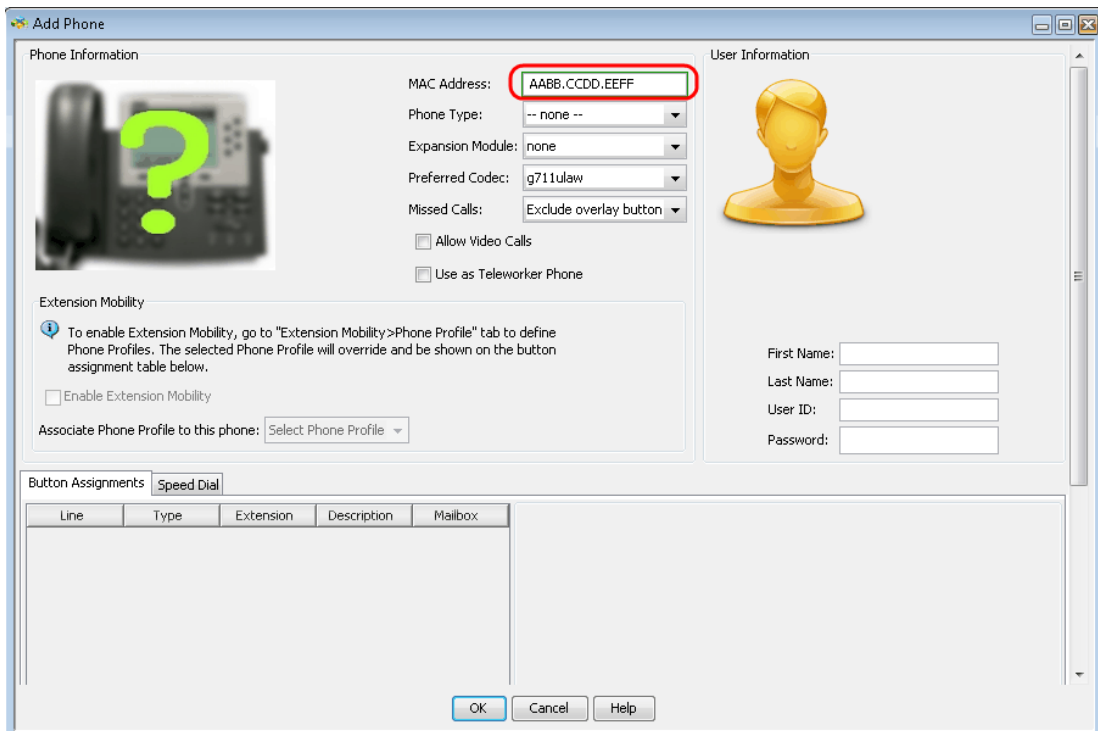 Add Phone
Phone Information
MAC Address: AABB.CCDD.EEFF
Phone Type: -- none --
Expansion Module: none
Preferred Codec: g711ulaw
Missed Calls: Exclude overlay button
Allow Video Calls
Use as Teleworker Phone
Extension Mobility
To enable Extension Mobility, go to "Extension Mobility>Phone Profile" tab to define
Phone Profiles. The selected Phone Profile will override and be shown on the button
assignment table below.
Enable Extension Mobility
Associate Phone Profile to this phone: Select Phone Profile
User Information
First Name:
Last Name:
User ID:
Password:
Button Assignments Speed Dial
Line Type Extension Description Mailbox
OK Cancel Help